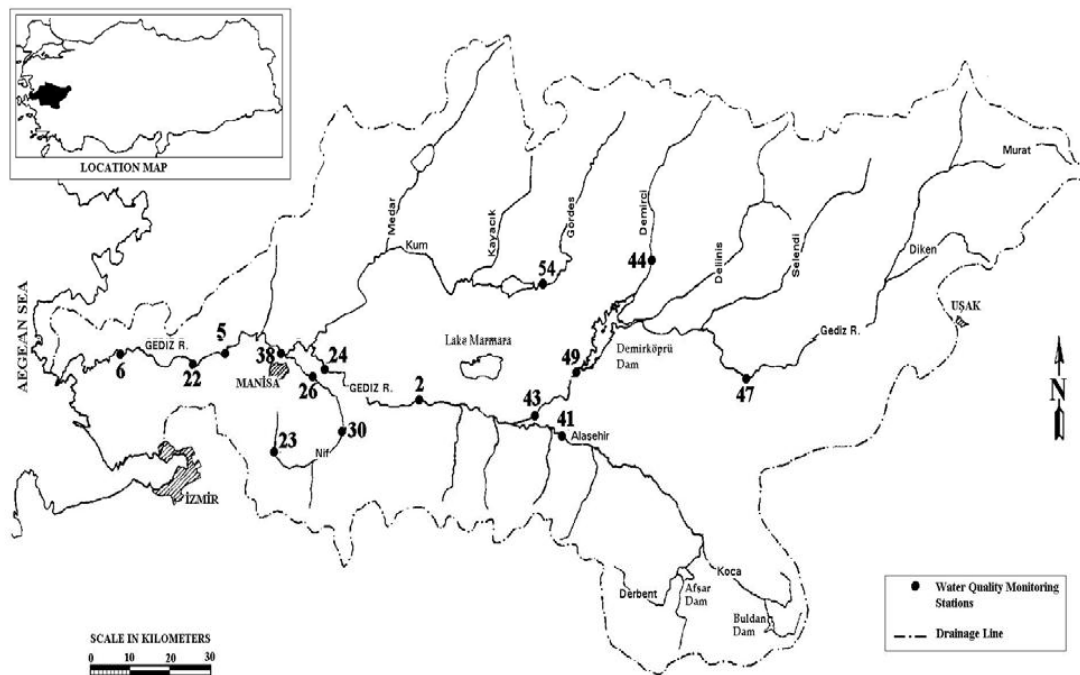 LOCATION MAP
Murat
Medar
Kayacık
Gördes
Demirci
Deliinis
Selendi
Kum
Diken
54
44
UŞAK
AEGEAN SEA
GEDIZ R.
5
38
24
Lake Marmara
Gediz R.
6
22
MANİSA
26
GEDIZ R.
2
49
Demirköprü
Dam
47
N
43
41
Alaşehir
23
30
Nif
İZMİR
Koca
Derbent
Afşar
Dam
Buldan
Dam
Water Quality Monitoring
Stations
Drainage Line
SCALE IN KILOMETERS
0 10 20 30